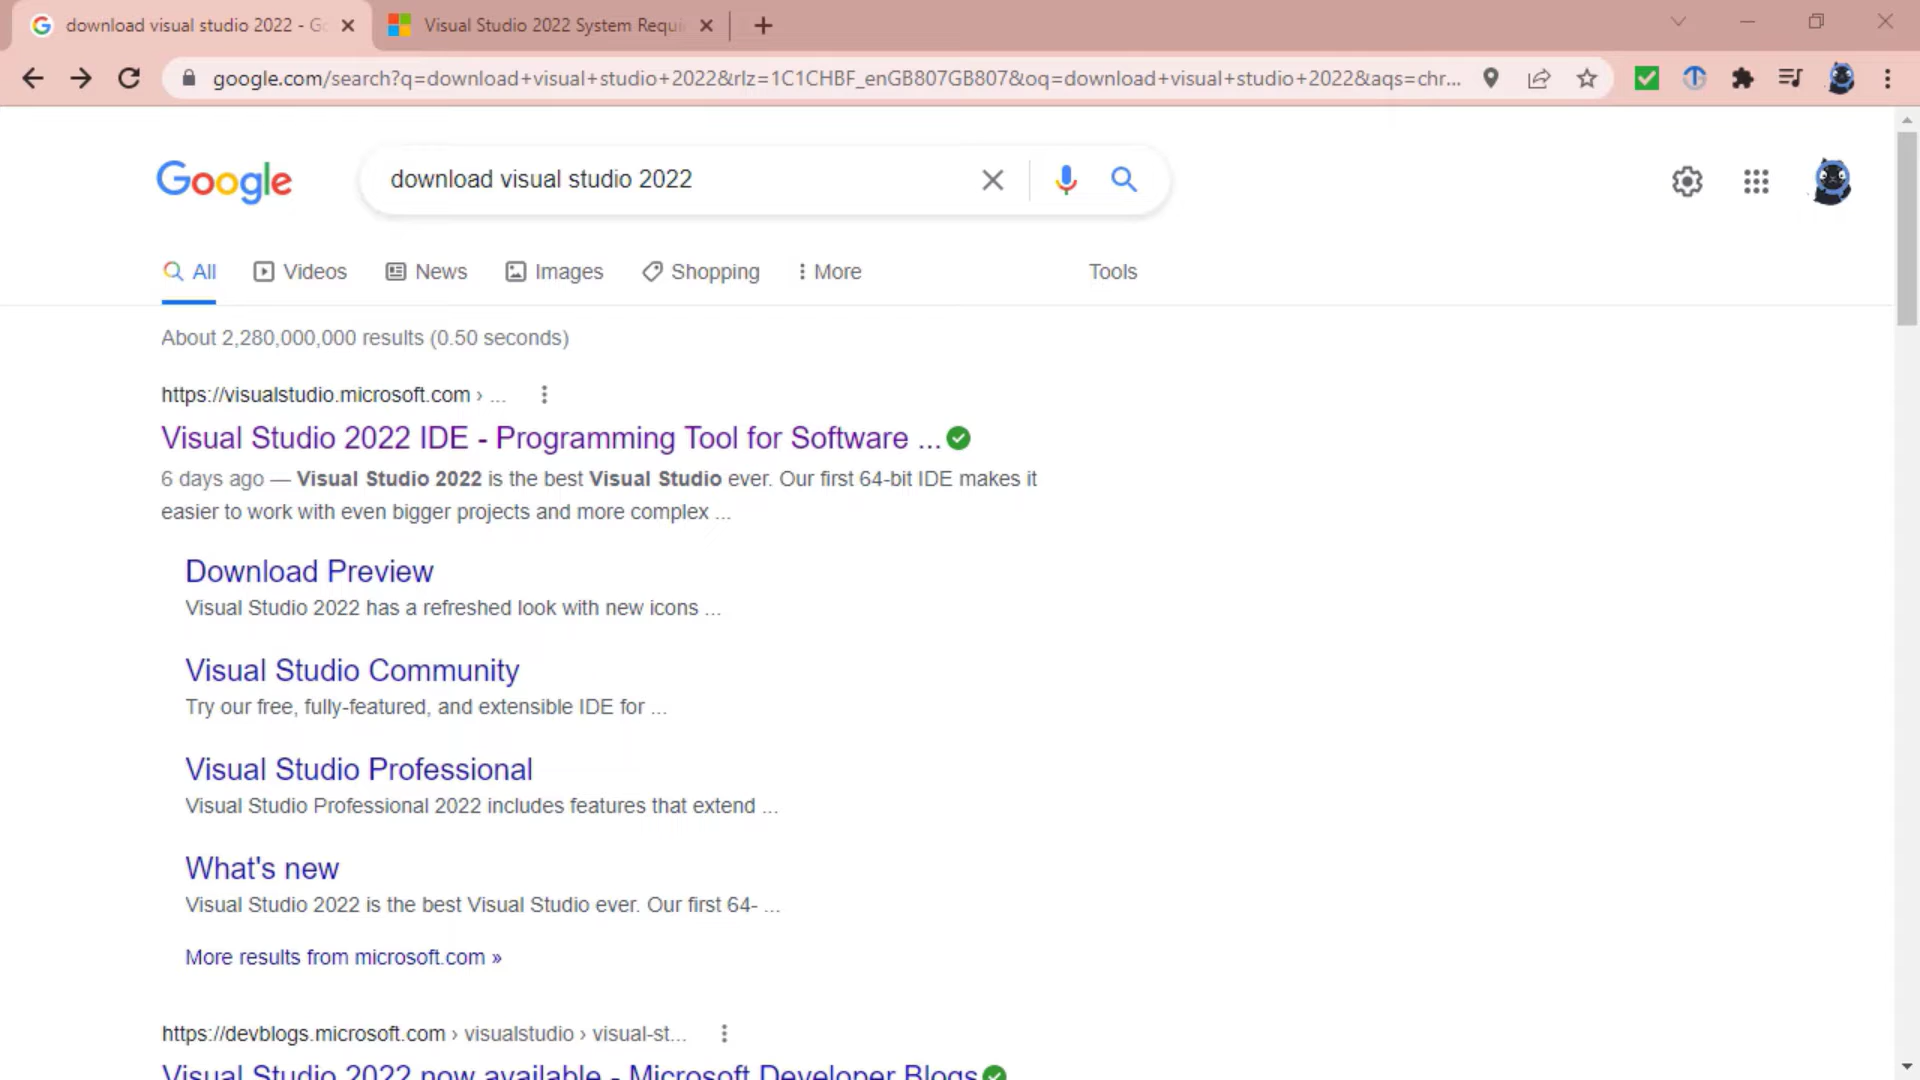 download visual studio 2022 - Go
Visual Studio 2022 System Requi
google.com/search?q=download+visual+studio+2022&rlz=1C1CHBF_enGB807GB807&oq=download+visual+studio+2022&aqs=chr...
Google
download visual studio 2022
All
Videos
News
Images
Shopping
More
Tools
About 2,280,000,000 results (0.50 seconds)
https://visualstudio.microsoft.com › ...
Visual Studio 2022 IDE - Programming Tool for Software ...
6 days ago — Visual Studio 2022 is the best Visual Studio ever. Our first 64-bit IDE makes it
easier to work with even bigger projects and more complex ...
Download Preview
Visual Studio 2022 has a refreshed look with new icons ...
Visual Studio Community
Try our free, fully-featured, and extensible IDE for ...
Visual Studio Professional
Visual Studio Professional 2022 includes features that extend ...
What's new
Visual Studio 2022 is the best Visual Studio ever. Our first 64- ...
More results from microsoft.com »
https://devblogs.microsoft.com › visualstudio › visual-st...
Visual Studio 2022 now available - Microsoft Developer Blogs